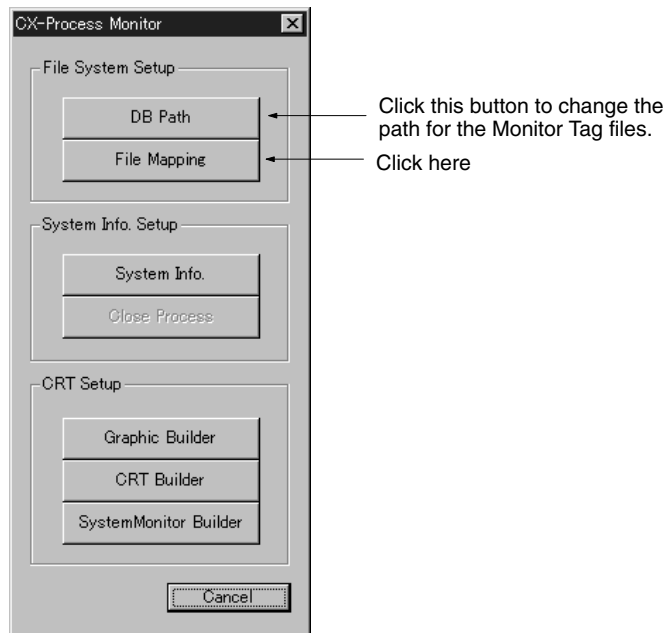 CX-Process Monitor
File System Setup
DB Path
File Mapping
Click this button to change the
path for the Monitor Tag files.
Click here
System Info. Setup
System Info.
Close Process
CRT Setup
Graphic Builder
CRT Builder
SystemMonitor Builder
Cancel